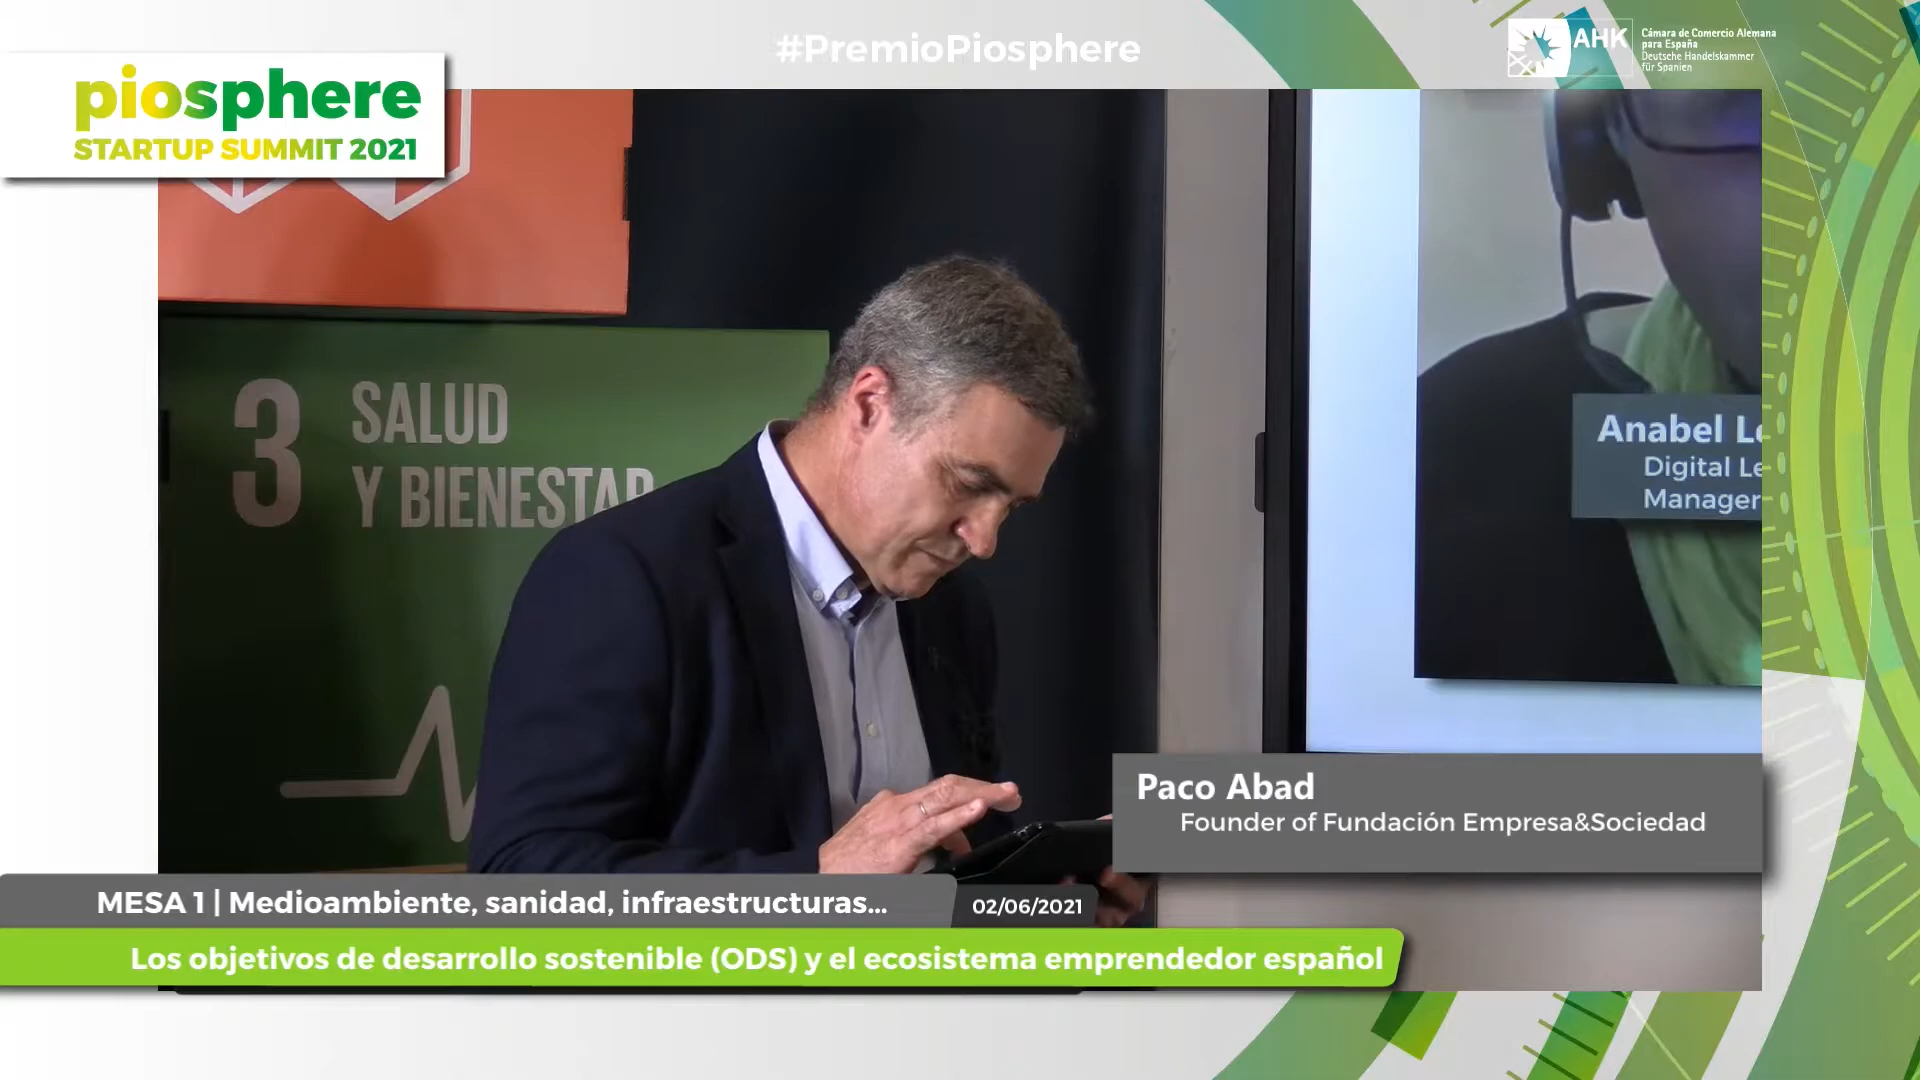 #PremioPiosphere
AHK
Cámara de Comercio Alemana
para España
Deutsche Handelskammer
für Spanien
piosphere
STARTUP SUMMIT 2021
3
SALUD
Y BIENESTAR
Anabel
Digital
Manager
Paco Abad
Founder of Fundación Empresa&Sociedad
MESA 1 | Medioambiente, sanidad, infraestructuras...
02/06/2021
Los objetivos de desarrollo sostenible (ODS) y el ecosistema emprendedor español